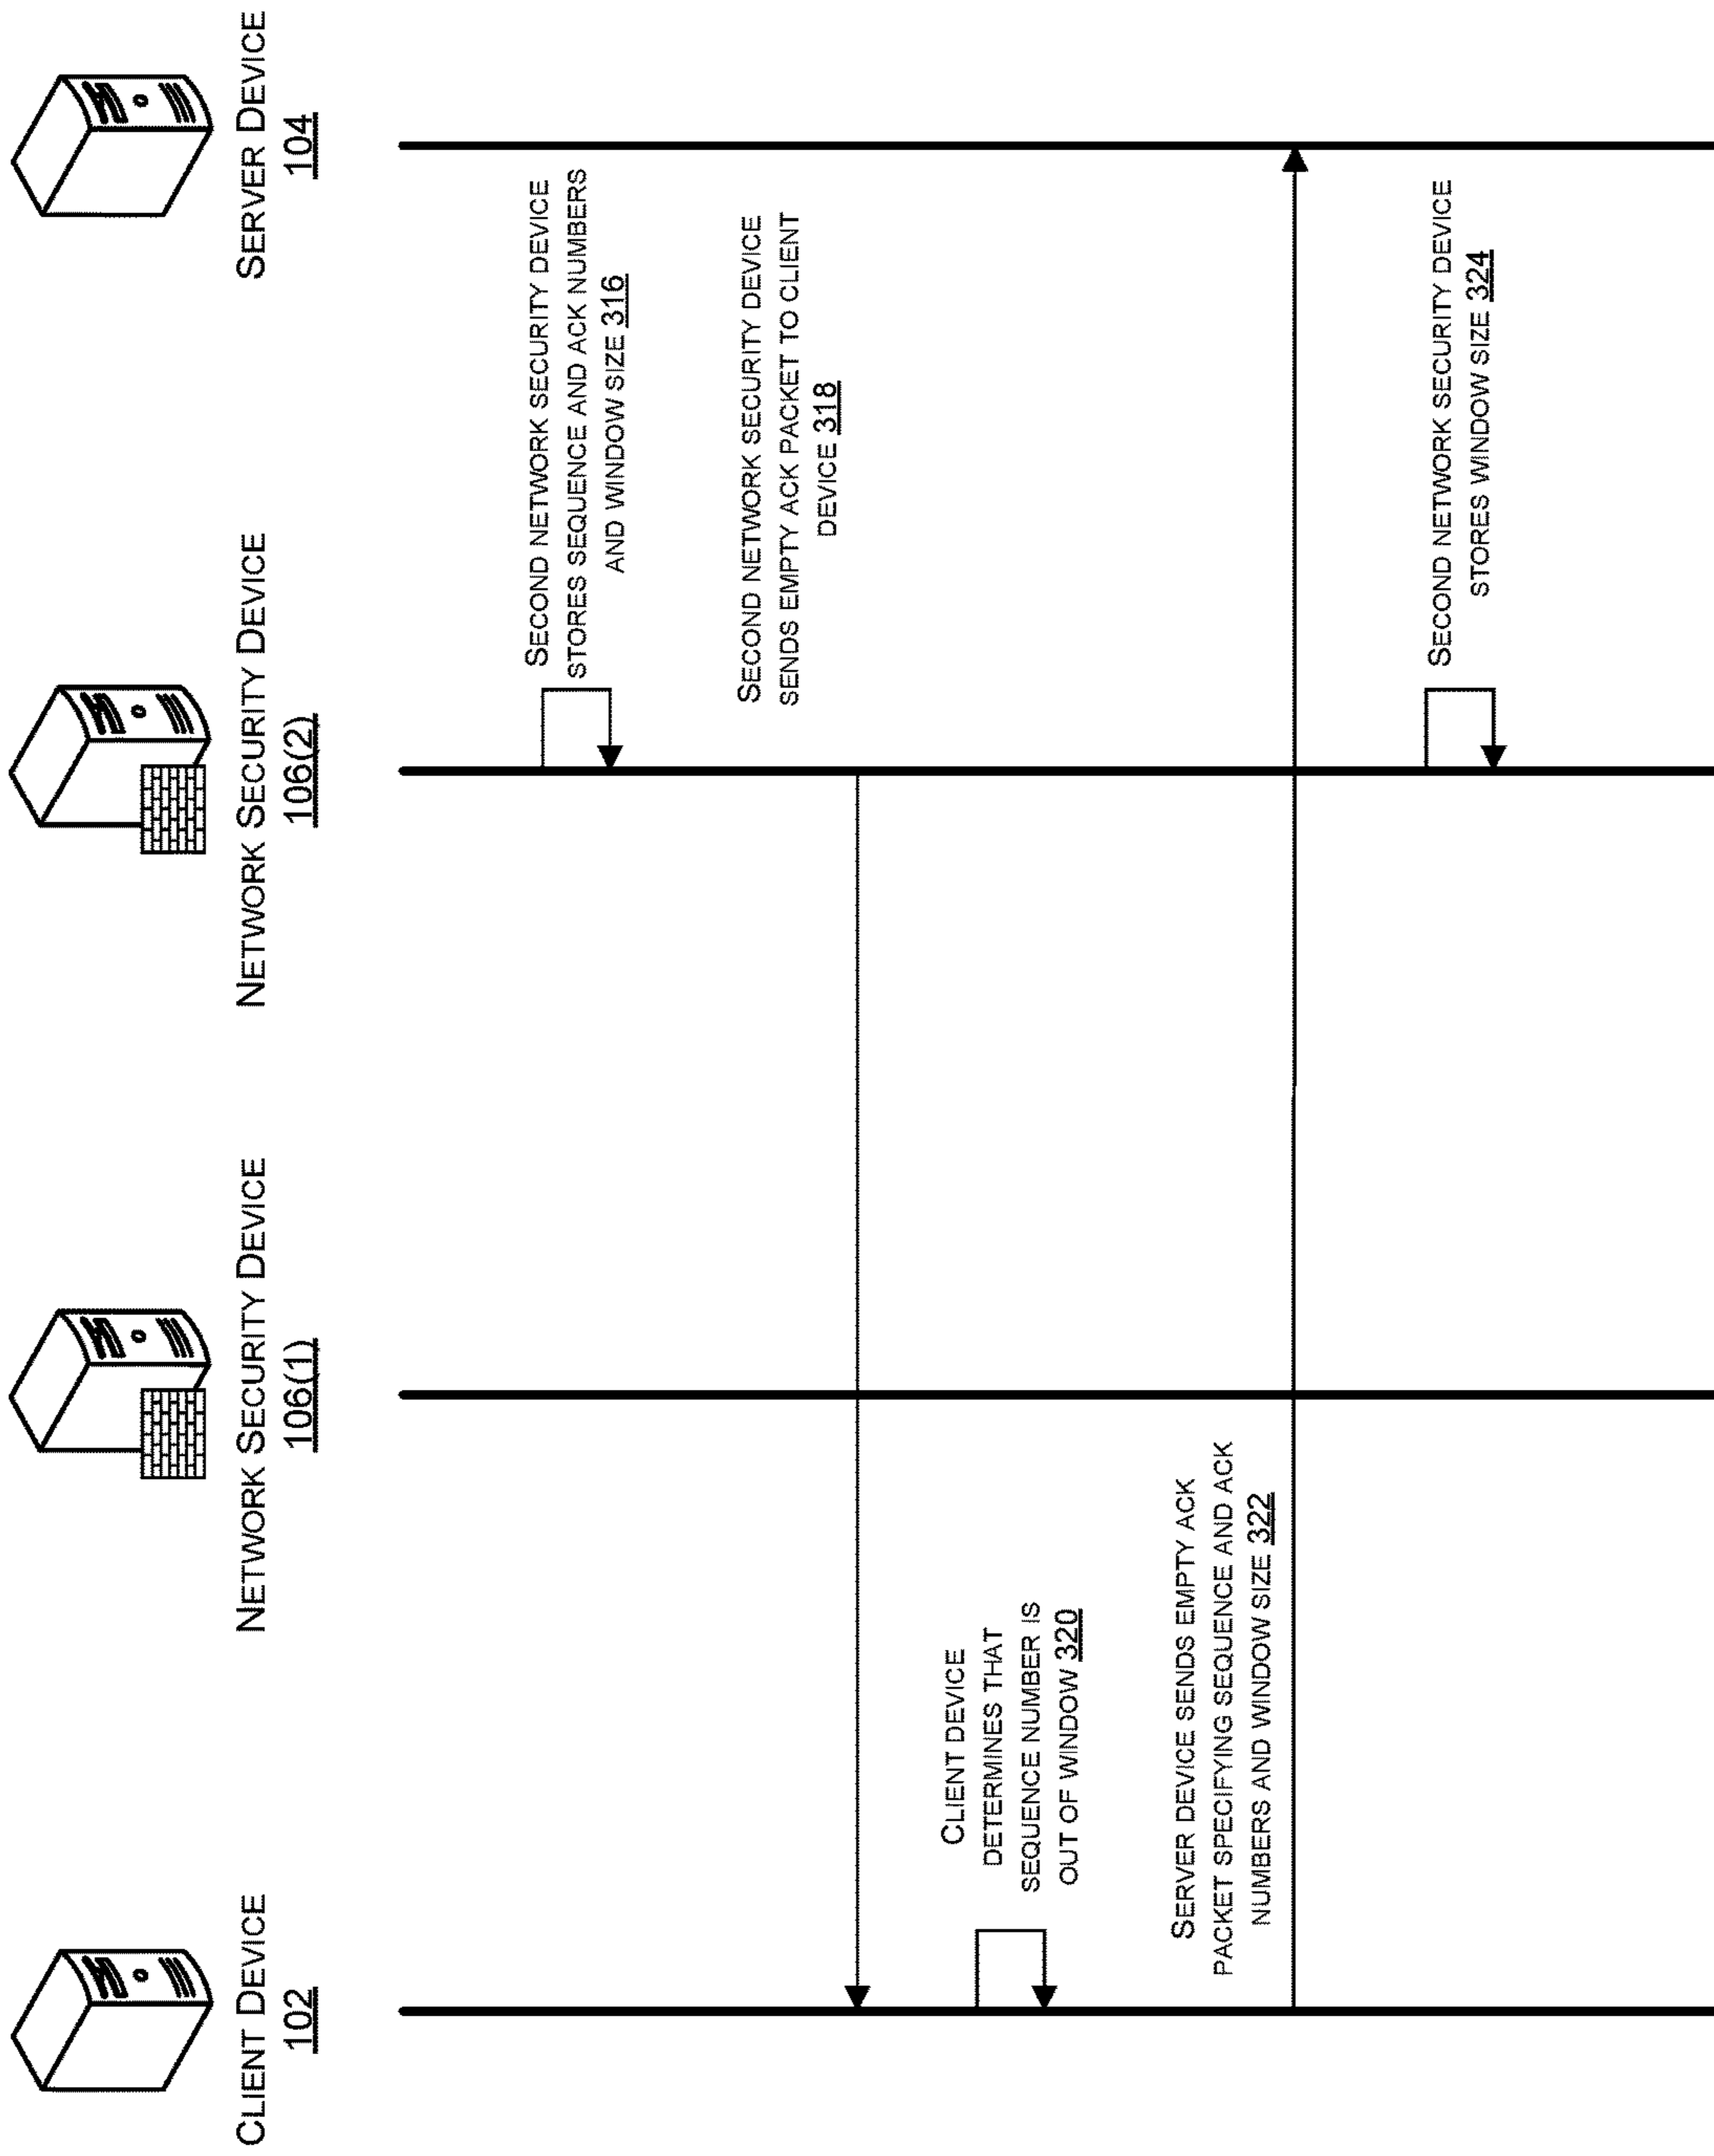 CLIENT DEVICE
102
NETWORK SECURITY DEVICE
106(1)
NETWORK SECURITY DEVICE
106(2)
SERVER DEVICE
104
SECOND NETWORK SECURITY DEVICE
STORES SEQUENCE AND ACK NUMBERS
AND WINDOW SIZE 316
SECOND NETWORK SECURITY DEVICE
SENDS EMPTY ACK PACKET TO CLIENT
DEVICE 318
CLIENT DEVICE
DETERMINES THAT
SEQUENCE NUMBER IS
OUT OF WINDOW 320
SERVER DEVICE SENDS EMPTY ACK
PACKET SPECIFYING SEQUENCE AND ACK
NUMBERS AND WINDOW SIZE 322
SECOND NETWORK SECURITY DEVICE
STORES WINDOW SIZE 324